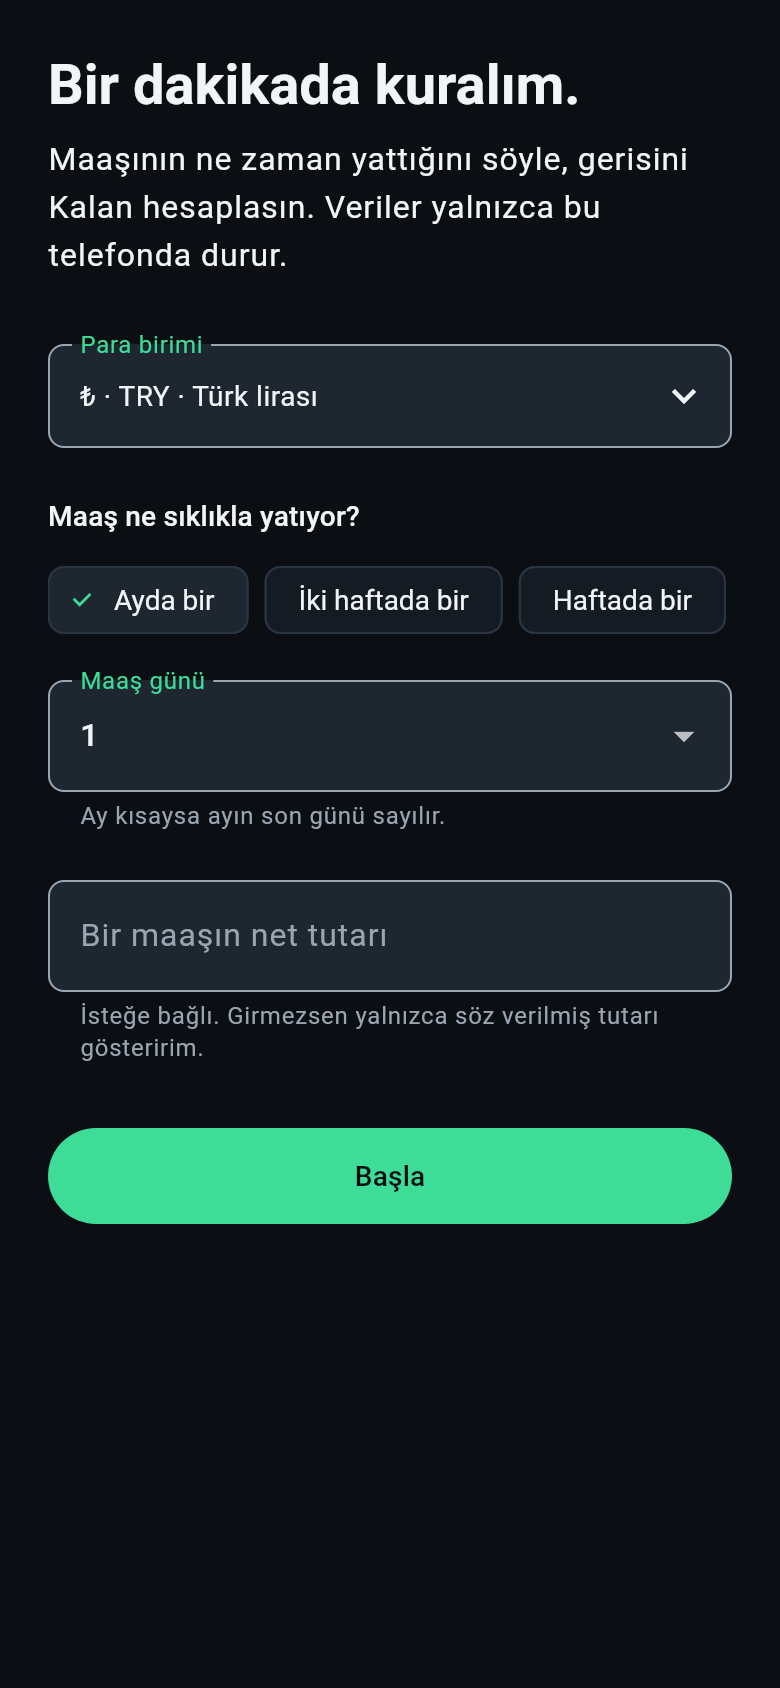 Bir dakikada kuralım.
Maaşının ne zaman yattığını söyle, gerisini
Kalan hesaplasın. Veriler yalnızca bu
telefonda durur.
Para birimi
₺ · TRY · Türk lirası
Maaş ne sıklıkla yatıyor?
Ayda bir
İki haftada bir
Haftada bir
Maaş günü
1
Ay kısaysa ayın son günü sayılır.
Bir maaşın net tutarı
İsteğe bağlı. Girmezsen yalnızca söz verilmiş tutarı
gösteririm.
Başla